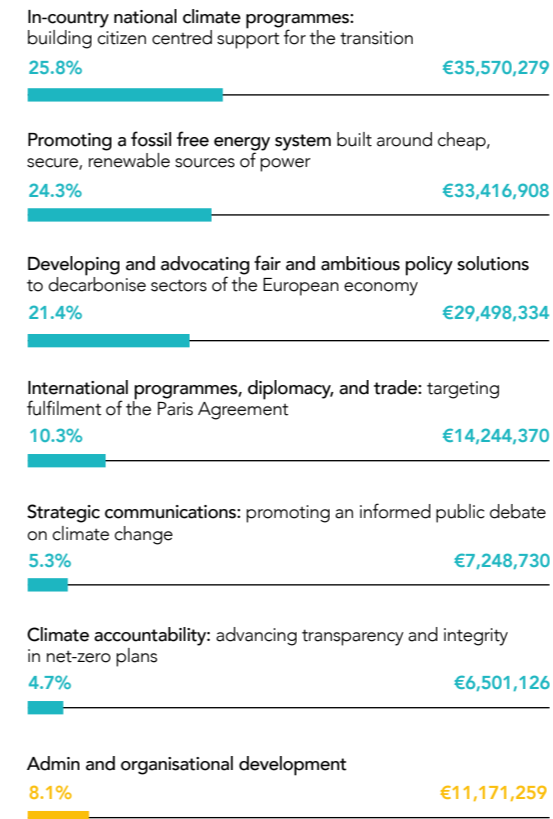 In-country national climate programmes:
building citizen centred support for the transition
25.8% €35,570,279
Promoting a fossil free energy system built around cheap,
secure, renewable sources of power
24.3% €33,416,908
Developing and advocating fair and ambitious policy solutions
to decarbonise sectors of the European economy
21.4% €29,498,334
International programmes, diplomacy, and trade: targeting
fulfilment of the Paris Agreement
10.3% €14,244,370
Strategic communications: promoting an informed public debate
on climate change
5.3% €7,248,730
Climate accountability: advancing transparency and integrity
in net-zero plans
4.7% €6,501,126
Admin and organisational development
8.1% €11,171,259